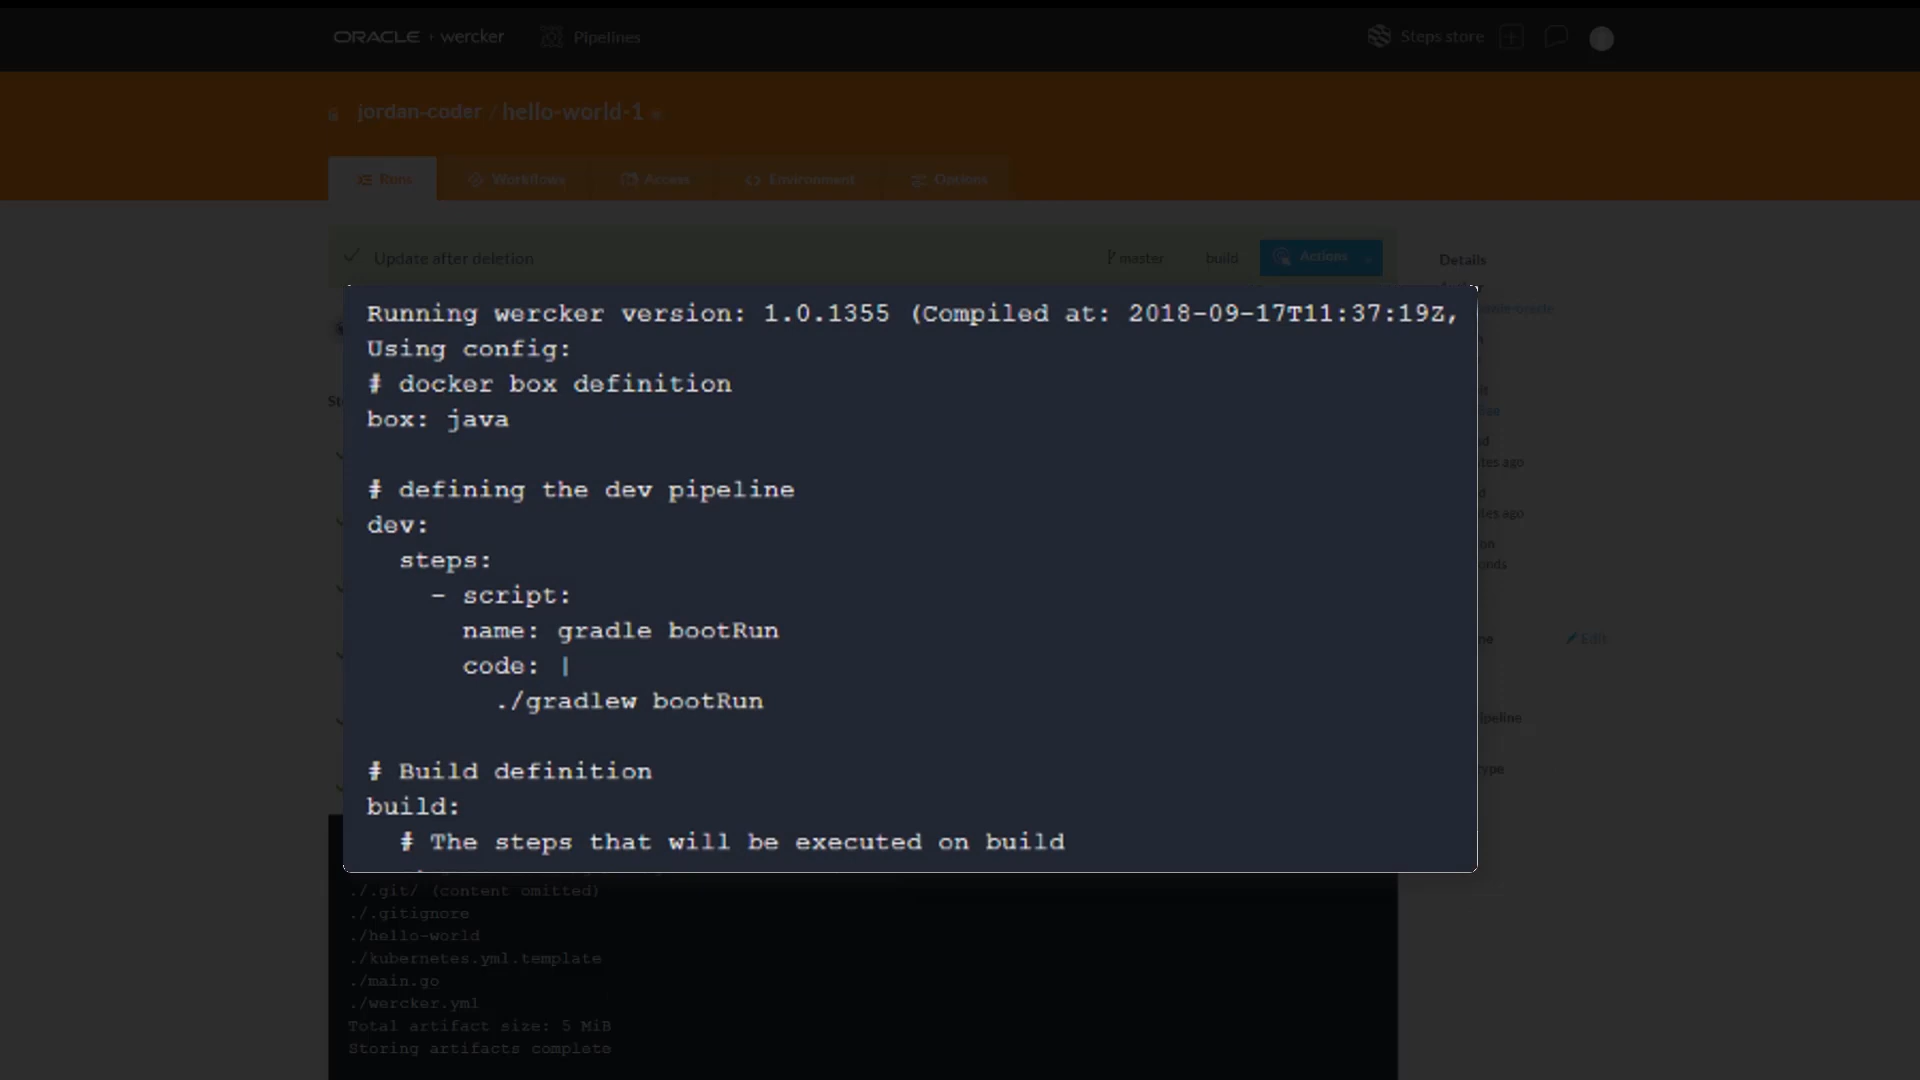 ORACLE + wercker Pipelines Steps store
jordan-coder / hello-world-1
Runs Workflows Access Environment Options
Update after deletion master build Actions
Details
Running wercker version: 1.0.1355 (Compiled at: 2018-09-17T11:37:19Z,
Using config:
# docker box definition
box: java
# defining the dev pipeline
dev:
steps:
- script:
name: gradle bootRun
code: |
./gradlew bootRun
# Build definition
build:
# The steps that will be executed on build
Edit
./.git/ (content omitted)
./.gitignore
./hello-world
./kubernetes.yml.template
./main.go
./wercker.yml
Total artifact size: 5 MiB
Storing artifacts complete